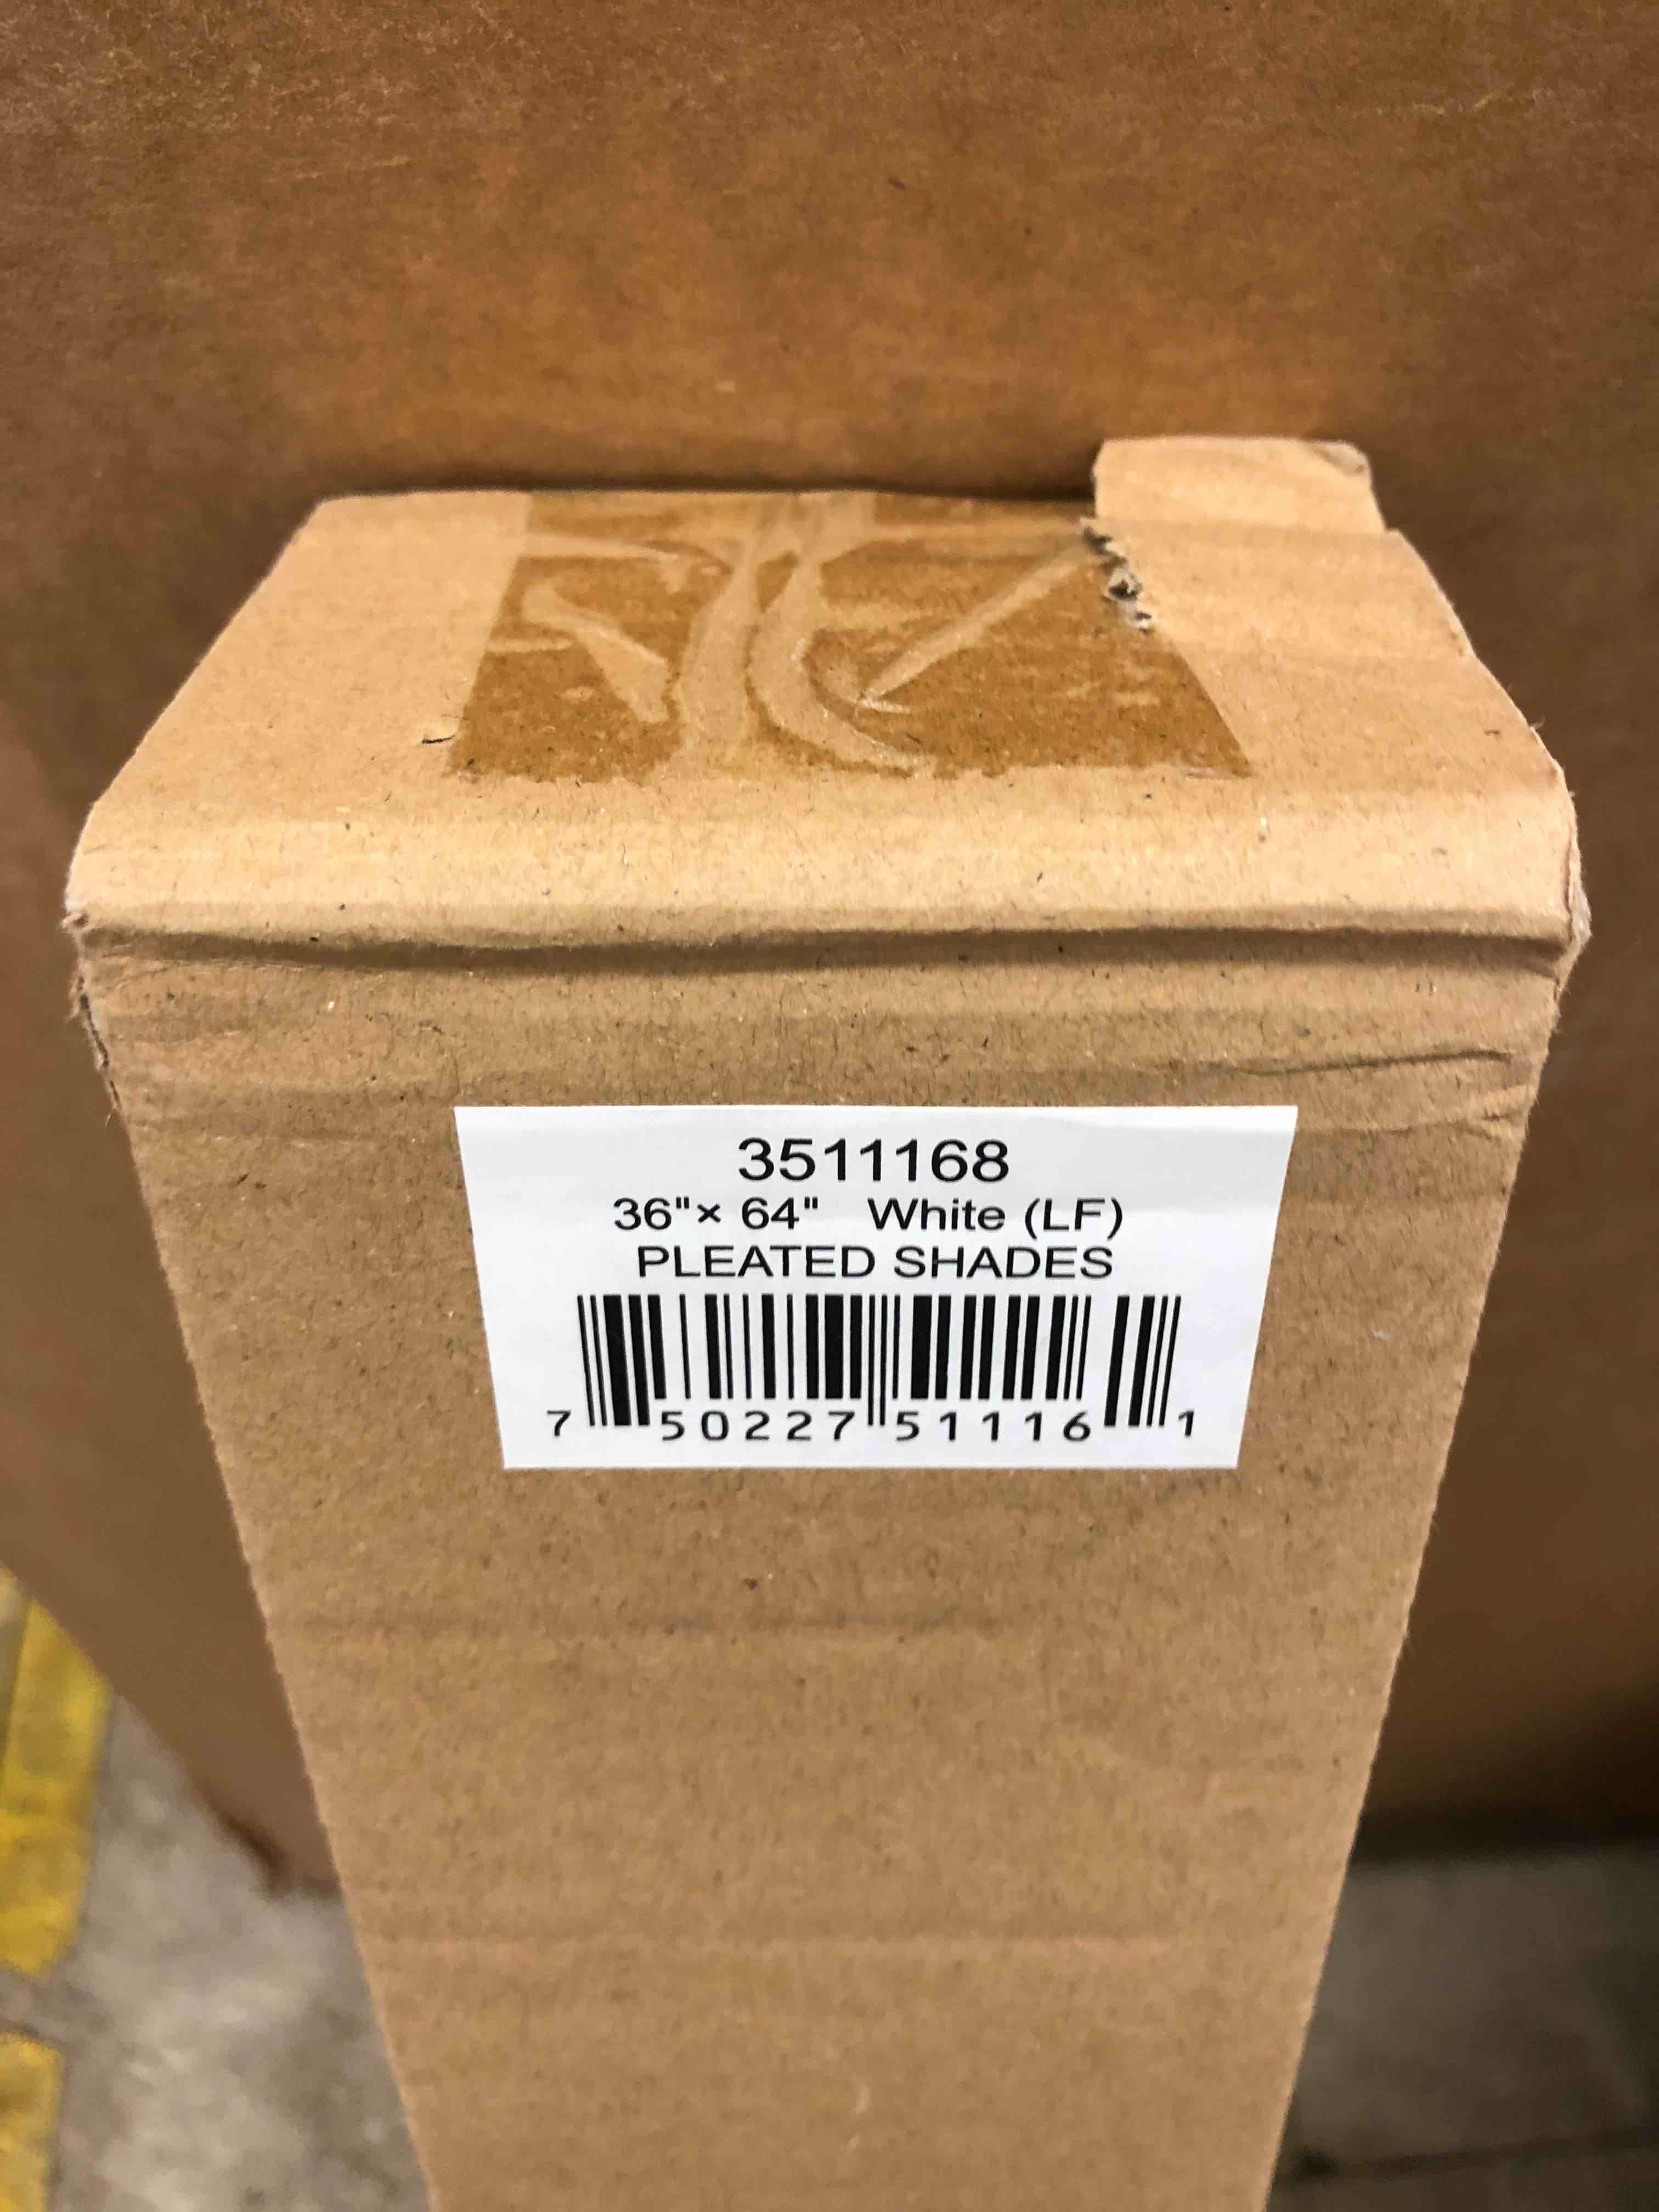 3511168
36"× 64" White (LF)
PLEATED SHADES
7 50227 51116 1